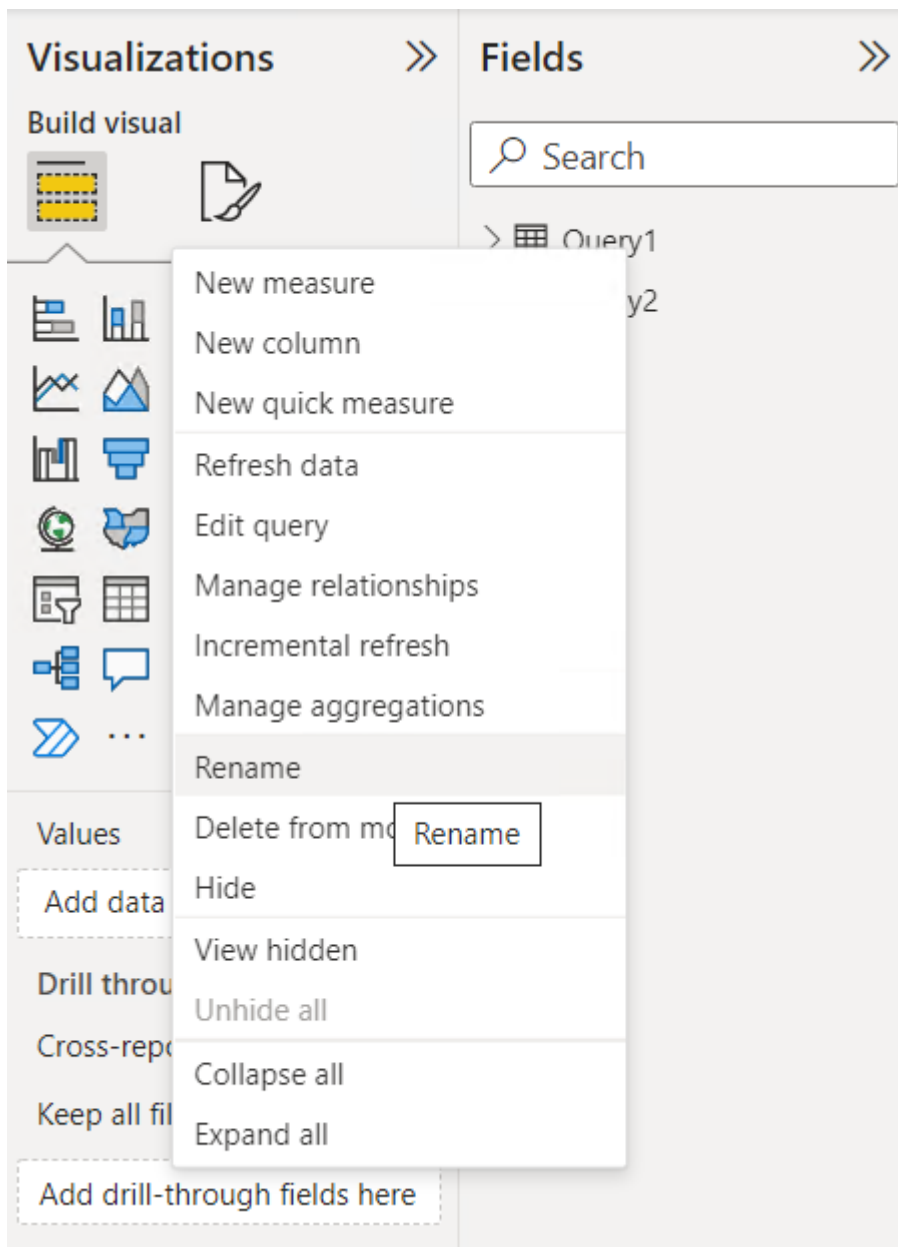 Visualizations
Build visual
Fields
Search
Query1
y2
New measure
New column
New quick measure
Refresh data
Edit query
Manage relationships
Incremental refresh
Manage aggregations
Rename
Delete from mo
Rename
Hide
View hidden
Unhide all
Collapse all
Expand all
Values
Add data
Drill throu
Cross-repo
Keep all fil
Add drill-through fields here